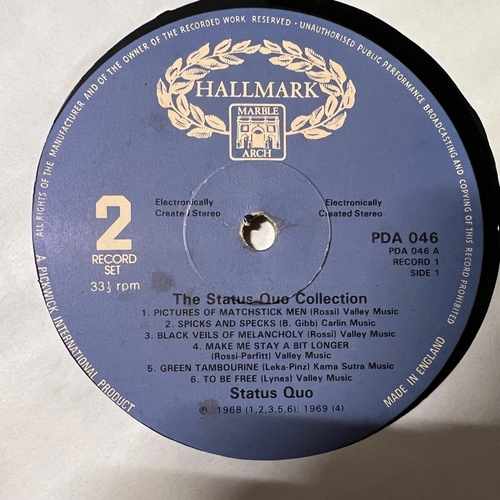 ALL RIGHTS OF THE MANUFACTURER AND OF THE OWNER OF THE RECORDED WORK RESERVED - UNAUTHORISED PUBLIC PERFORMANCE BROADCASTING AND COPYING OF THIS RECORD PROHIBITED
HALLMARK
MARBLE
ARCH
Electronically
Created Stereo
Electronically
Created Stereo
2
RECORD
SET
33⅓ rpm
PDA 046
PDA 046 A
RECORD 1
SIDE 1
The Status Quo Collection
1. PICTURES OF MATCHSTICK MEN (Rossi) Valley Music
2. SPICKS AND SPECKS (B. Gibb) Carlin Music
3. BLACK VEILS OF MELANCHOLY (Rossi) Valley Music
4. MAKE ME STAY A BIT LONGER
(Rossi-Parfitt) Valley Music
5. GREEN TAMBOURINE (Leka-Pinz) Kama Sutra Music
6. TO BE FREE (Lynes) Valley Music
Status Quo
℗ 1968 (1,2,3,5,6); 1969 (4)
A PICKWICK INTERNATIONAL PRODUCT
MADE IN ENGLAND